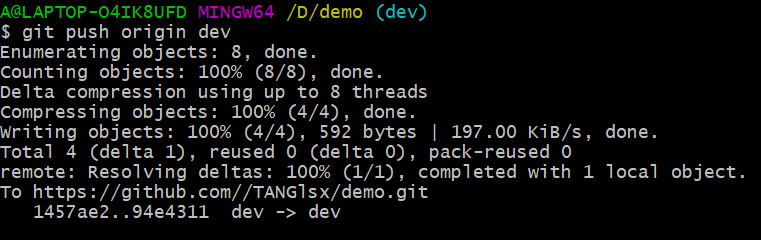 A@LAPTOP-O4IK8UFD MINGW64 /D/demo (dev)
$ git push origin dev
Enumerating objects: 8, done.
Counting objects: 100% (8/8), done.
Delta compression using up to 8 threads
Compressing objects: 100% (4/4), done.
Writing objects: 100% (4/4), 592 bytes | 197.00 KiB/s, done.
Total 4 (delta 1), reused 0 (delta 0), pack-reused 0
remote: Resolving deltas: 100% (1/1), completed with 1 local object.
To https://github.com//TANGlsx/demo.git
   1457ae2..94e4311  dev -> dev